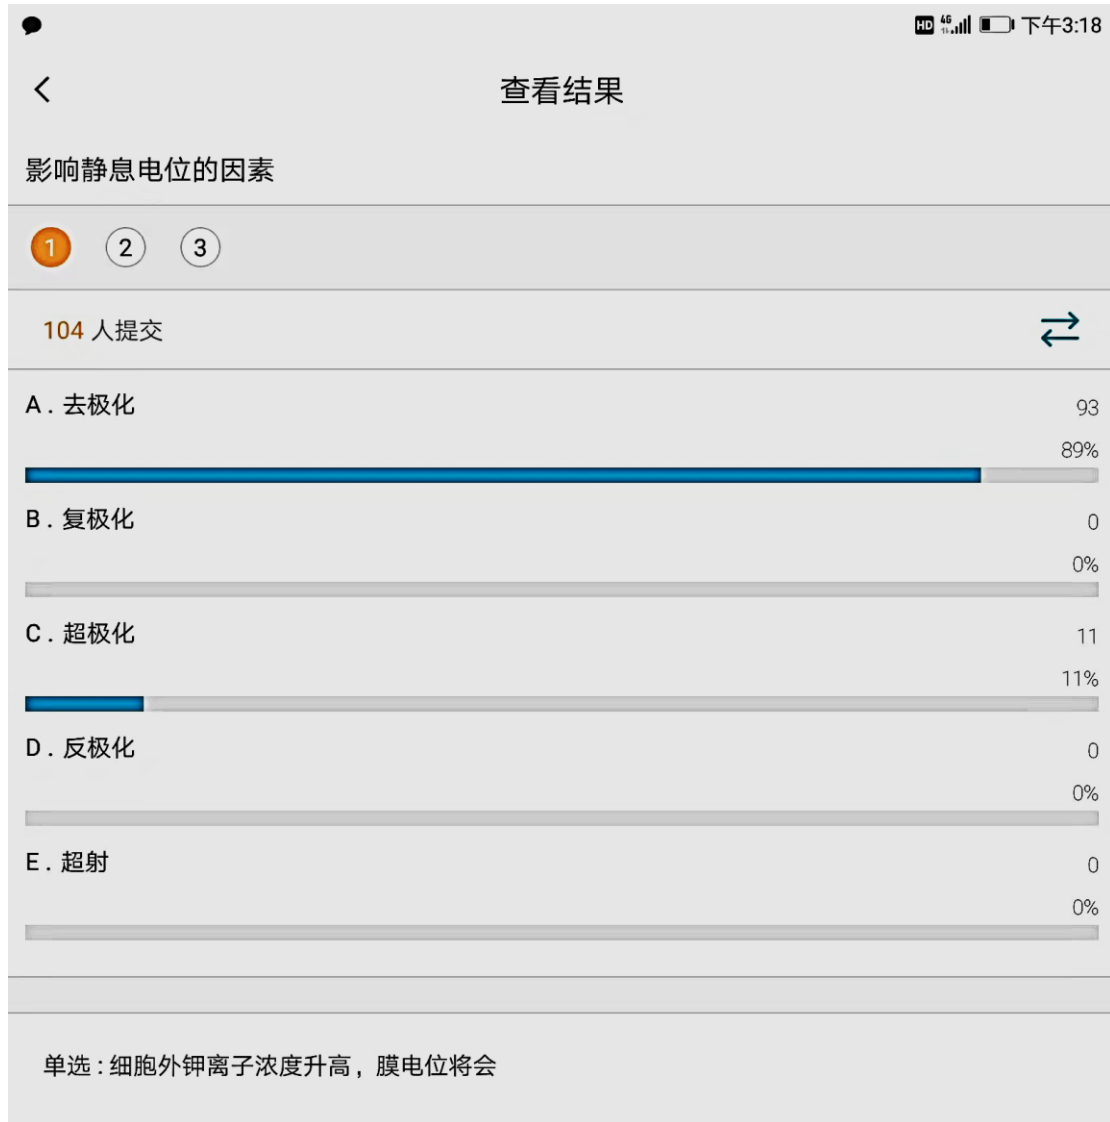 HD 4G 下午3:18
查看结果
影响静息电位的因素
1 2 3
104 人提交
A. 去极化
93
89%
B. 复极化
0
0%
C. 超极化
11
11%
D. 反极化
0
0%
E. 超射
0
0%
单选:细胞外钾离子浓度升高，膜电位将会